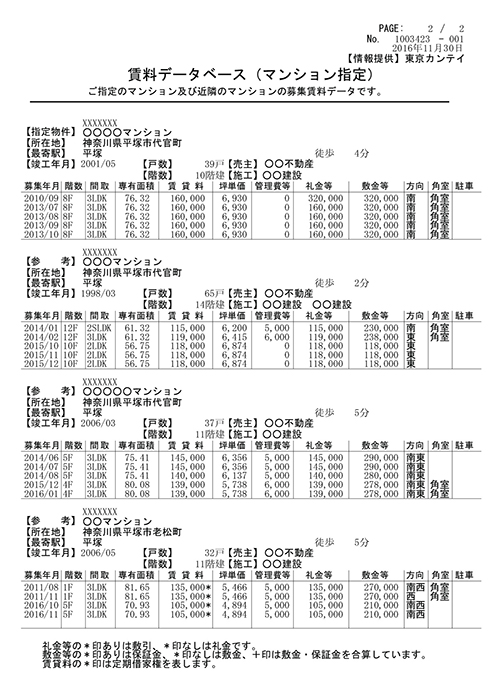 PAGE: 2 / 2
No. 1003423 －001
2016年11月30日
【情報提供】東京カンテイ
賃料データベース（マンション指定）
ご指定のマンション及び近隣のマンションの募集賃料データです。
XXXXXXX
【指定物件】 〇〇〇〇マンション
【所在地】 神奈川県平塚市代官町
【最寄駅】 平塚 徒歩 4分
【竣工年月】2001/05 【戸数】 39戸【売主】〇〇不動産
【階数】 10階建【施工】〇〇建設
募集年月 階数 間取 専有面積 賃貸料 坪単価 管理費等 礼金等 敷金等 方向 角室 駐車
2010/09 8F 3LDK 76.32 160,000 6,930 0 320,000 320,000 南 角室
2013/07 8F 3LDK 76.32 160,000 6,930 0 160,000 320,000 南 角室
2013/08 8F 3LDK 76.32 160,000 6,930 0 160,000 320,000 南 角室
2013/09 8F 3LDK 76.32 160,000 6,930 0 160,000 320,000 南 角室
2013/10 8F 3LDK 76.32 160,000 6,930 0 160,000 320,000 南 角室
XXXXXXX
【参　考】 〇〇〇マンション
【所在地】 神奈川県平塚市代官町
【最寄駅】 平塚 徒歩 2分
【竣工年月】1998/03 【戸数】 65戸【売主】〇〇不動産
【階数】 14階建【施工】〇〇建設 〇〇建設
募集年月 階数 間取 専有面積 賃貸料 坪単価 管理費等 礼金等 敷金等 方向 角室 駐車
2014/01 12F 2SLDK 61.32 115,000 6,200 5,000 115,000 230,000 南 角室
2014/02 12F 3LDK 61.32 119,000 6,415 6,000 119,000 238,000 東 角室
2015/10 10F 2LDK 56.75 118,000 6,874 0 118,000 118,000 東
2015/11 10F 2LDK 56.75 118,000 6,874 0 118,000 118,000 東
2015/12 10F 2LDK 56.75 118,000 6,874 0 118,000 118,000 東
XXXXXXX
【参　考】 〇〇〇〇〇マンション
【所在地】 神奈川県平塚市代官町
【最寄駅】 平塚 徒歩 5分
【竣工年月】2006/03 【戸数】 37戸【売主】〇〇不動産
【階数】 11階建【施工】〇〇建設
募集年月 階数 間取 専有面積 賃貸料 坪単価 管理費等 礼金等 敷金等 方向 角室 駐車
2014/06 5F 3LDK 75.41 145,000 6,356 5,000 145,000 290,000 南東
2014/07 5F 3LDK 75.41 145,000 6,356 5,000 145,000 290,000 南東
2014/08 5F 3LDK 75.41 140,000 6,137 5,000 140,000 280,000 南東
2015/12 4F 3LDK 80.08 139,000 5,738 6,000 139,000 278,000 南東 角室
2016/01 4F 3LDK 80.08 139,000 5,738 6,000 139,000 278,000 南東 角室
XXXXXXX
【参　考】 〇〇マンション
【所在地】 神奈川県平塚市老松町
【最寄駅】 平塚 徒歩 5分
【竣工年月】2006/05 【戸数】 32戸【売主】〇〇不動産
【階数】 11階建【施工】〇〇建設
募集年月 階数 間取 専有面積 賃貸料 坪単価 管理費等 礼金等 敷金等 方向 角室 駐車
2011/08 1F 3LDK 81.65 135,000* 5,466 5,000 135,000 270,000 南西 角室
2011/11 1F 3LDK 81.65 135,000* 5,466 5,000 135,000 270,000 西 角室
2016/10 5F 3LDK 70.93 105,000* 4,894 5,000 105,000 210,000 南西
2016/11 5F 3LDK 70.93 105,000* 4,894 5,000 105,000 210,000 南西
礼金等の＊印ありは敷引、＊印なしは礼金です。
敷金等の＊印ありは保証金、＊印なしは敷金、＋印は敷金・保証金を合算しています。
賃貸料の＊印は定期借家権を表します。